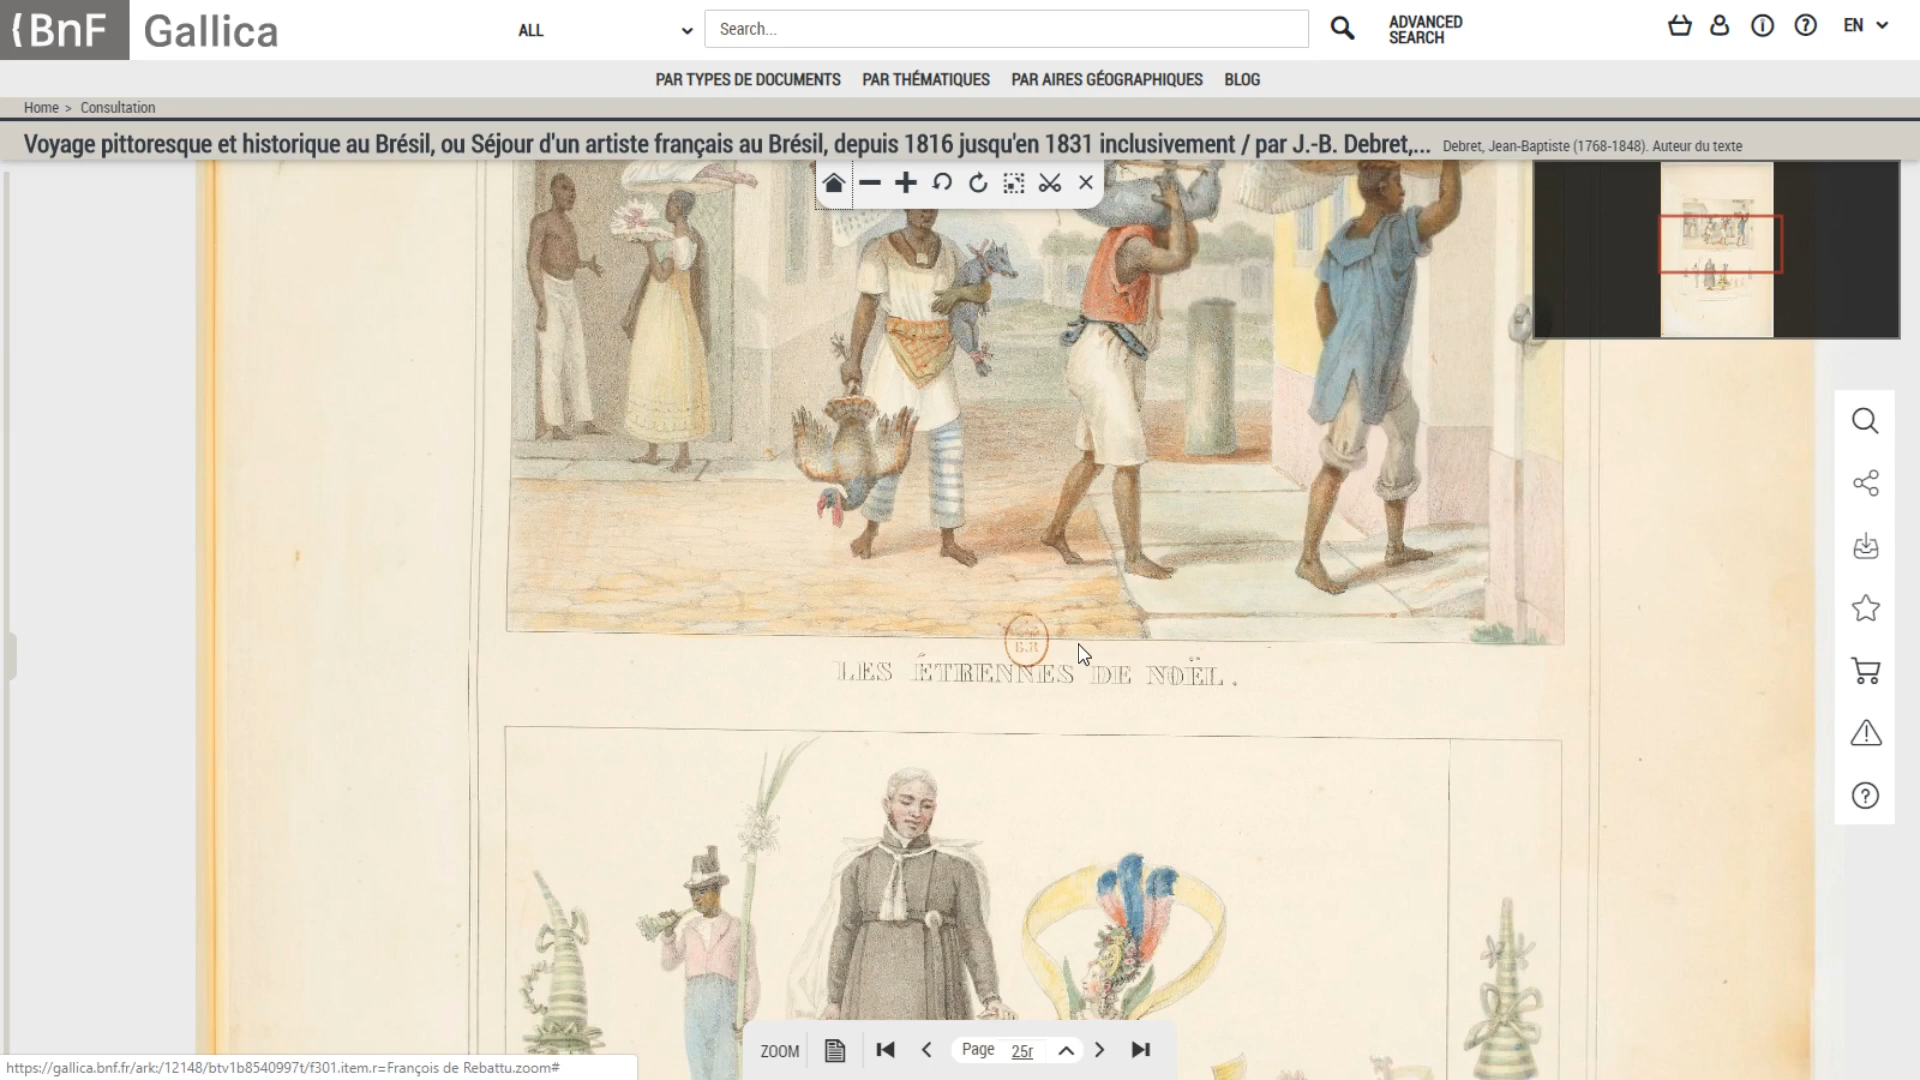 BnF Gallica
ALL
Search...
ADVANCED
SEARCH
EN
PAR TYPES DE DOCUMENTS PAR THÉMATIQUES PAR AIRES GÉOGRAPHIQUES BLOG
Home > Consultation
Voyage pittoresque et historique au Brésil, ou Séjour d'un artiste français au Brésil, depuis 1816 jusqu'en 1831 inclusivement / par J.-B. Debret,... Debret, Jean-Baptiste (1768-1848). Auteur du texte
B.R
LES ÉTRENNES DE NOËL.
ZOOM
Page 25r
https://gallica.bnf.fr/ark:/12148/btv1b8540997t/f301.item.r=François de Rebattu.zoom#